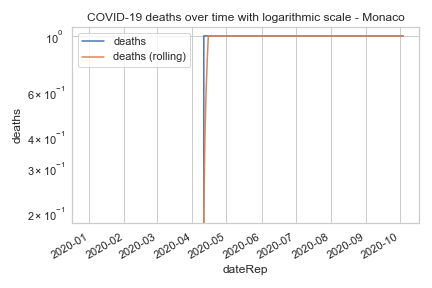 COVID-19 deaths over time with logarithmic scale - Monaco
deaths
deaths (rolling)
10⁰
6 × 10⁻¹
4 × 10⁻¹
3 × 10⁻¹
2 × 10⁻¹
deaths
2020-01
2020-02
2020-03
2020-04
2020-05
2020-06
2020-07
2020-08
2020-09
2020-10
dateRep